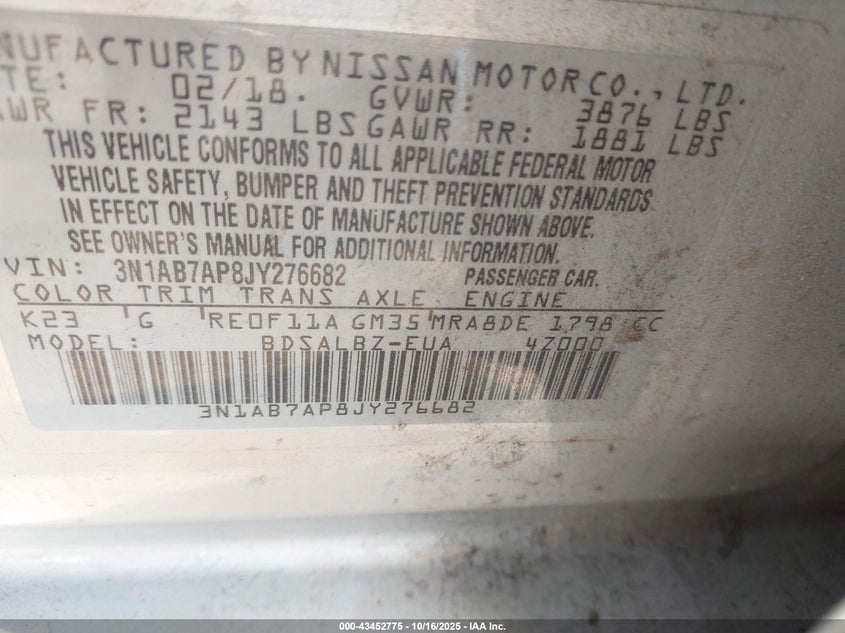 NUFACTURED BY NISSAN MOTOR CO., LTD.
TE: 02/18. GVWR: 3876 LBS
AWR FR: 2143 LBS GAWR RR: 1881 LBS
THIS VEHICLE CONFORMS TO ALL APPLICABLE FEDERAL MOTOR
VEHICLE SAFETY, BUMPER AND THEFT PREVENTION STANDARDS
IN EFFECT ON THE DATE OF MANUFACTURE SHOWN ABOVE.
SEE OWNER'S MANUAL FOR ADDITIONAL INFORMATION.
VIN: 3N1AB7AP8JY276682 PASSENGER CAR.
COLOR TRIM TRANS AXLE ENGINE
K23 G RE0F11A GM35 MRA8DE 1798 CC
MODEL: BDSALBZ-EUA 47000
3N1AB7AP8JY276682
000-43452775 - 10/16/2025 - IAA Inc.